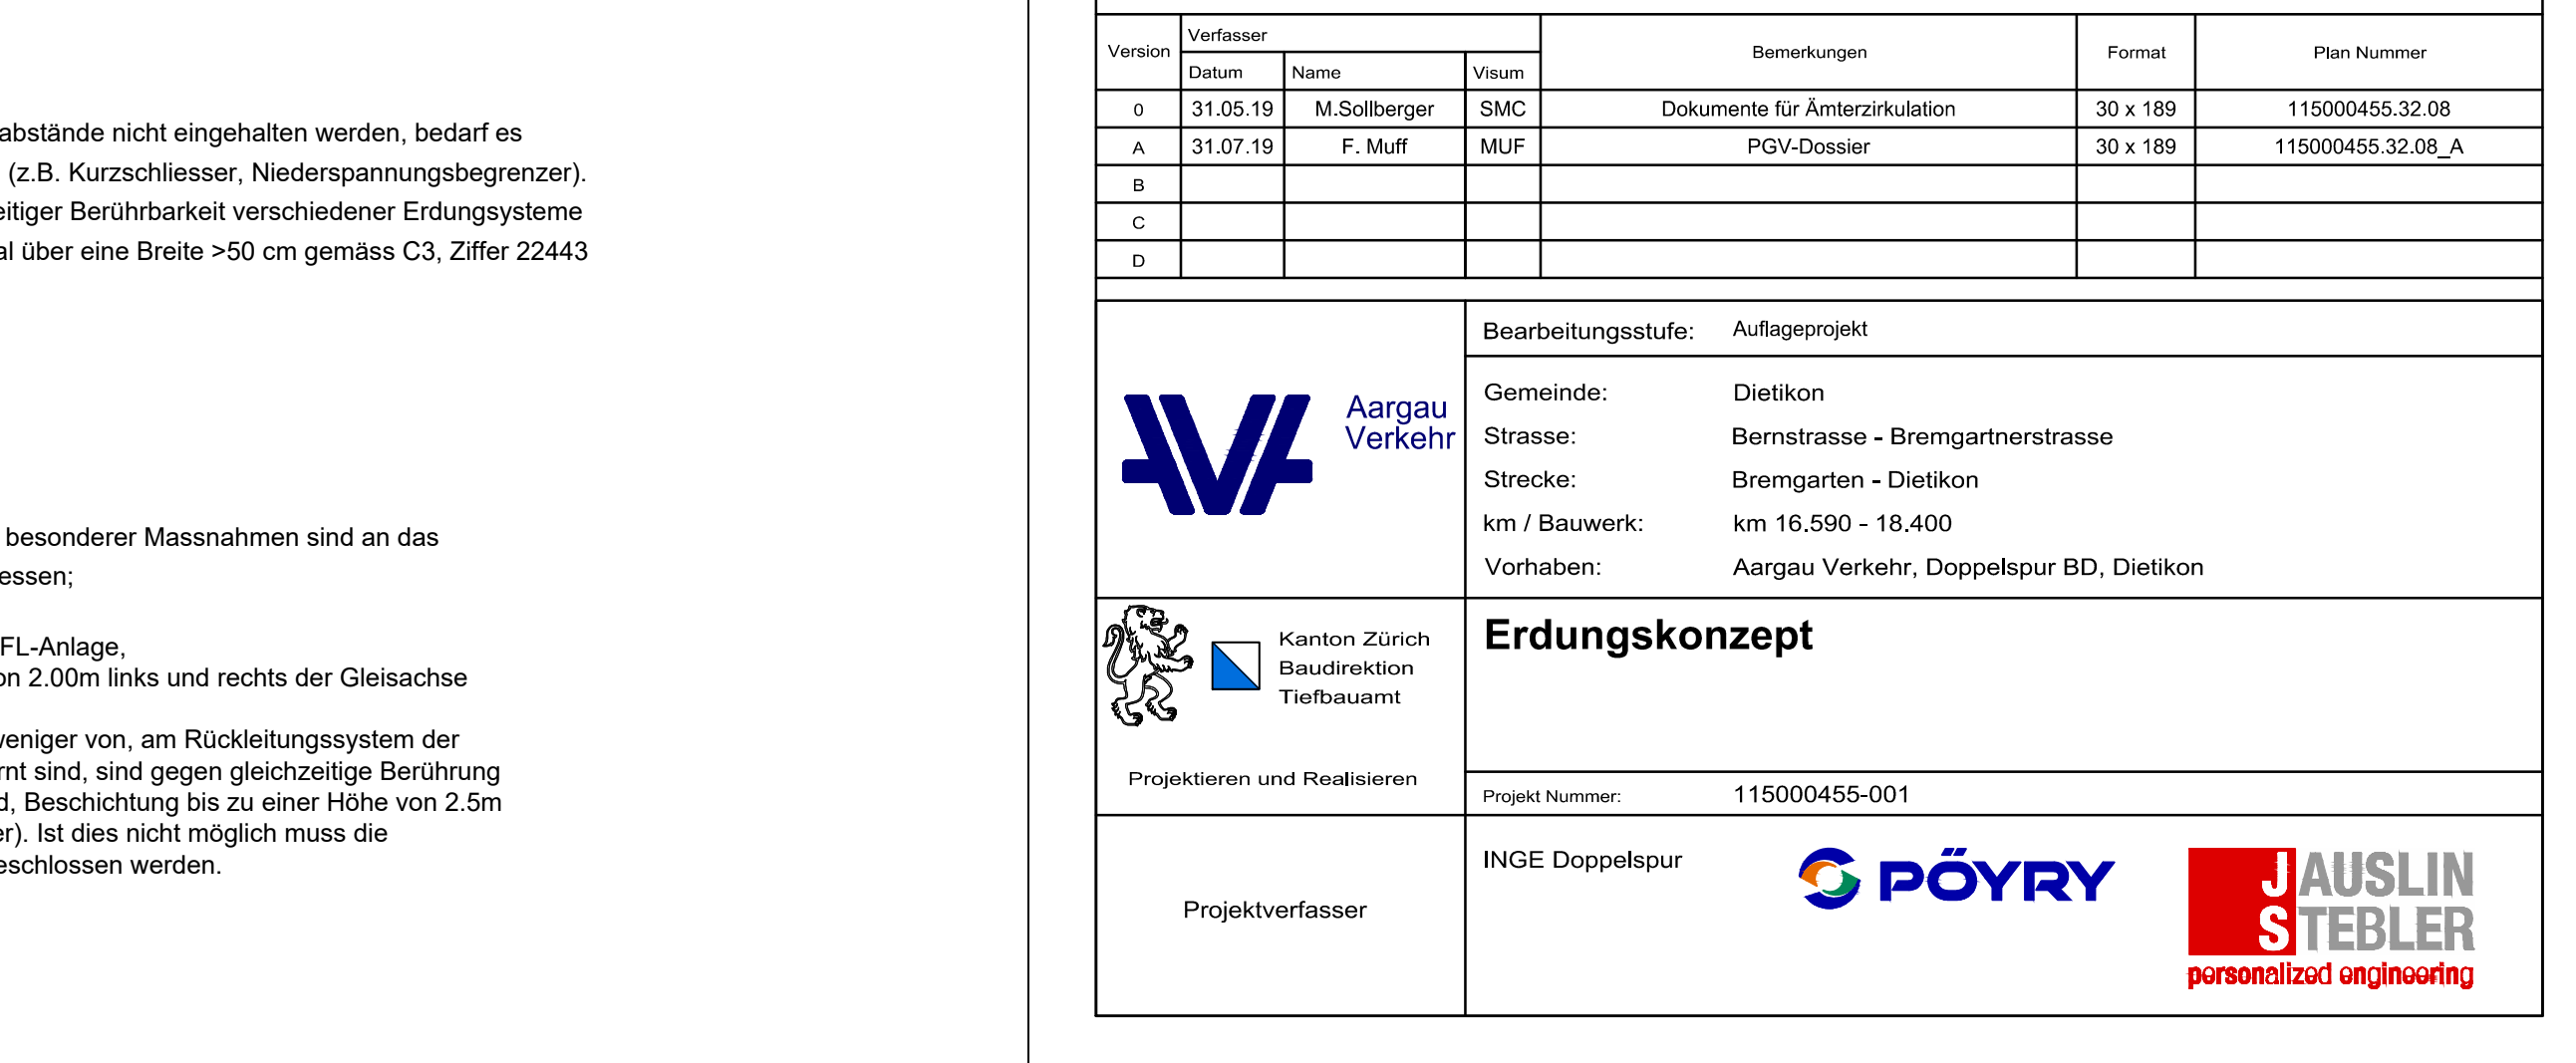 abstände nicht eingehalten werden, bedarf es
(z.B. Kurzschliesser, Niederspannungsbegrenzer).
eitiger Berührbarkeit verschiedener Erdungsysteme
al über eine Breite >50 cm gemäss C3, Ziffer 22443
besonderer Massnahmen sind an das
essen;
FL-Anlage,
on 2.00m links und rechts der Gleisachse
weniger von, am Rückleitungssystem der
rnt sind, sind gegen gleichzeitige Berührung
d, Beschichtung bis zu einer Höhe von 2.5m
er). Ist dies nicht möglich muss die
eschlossen werden.
Version Verfasser Bemerkungen Format Plan Nummer
Datum Name Visum
0 31.05.19 M.Sollberger SMC Dokumente für Ämterzirkulation 30 x 189 115000455.32.08
A 31.07.19 F. Muff MUF PGV-Dossier 30 x 189 115000455.32.08_A
B
C
D
AVA Aargau
Verkehr
Bearbeitungsstufe: Auflageprojekt
Gemeinde: Dietikon
Strasse: Bernstrasse - Bremgartnerstrasse
Strecke: Bremgarten - Dietikon
km / Bauwerk: km 16.590 - 18.400
Vorhaben: Aargau Verkehr, Doppelspur BD, Dietikon
Kanton Zürich
Baudirektion
Tiefbauamt
Projektieren und Realisieren
Erdungskonzept
Projekt Nummer: 115000455-001
Projektverfasser
INGE Doppelspur
PÖYRY
JAUSLIN
STEBLER
personalized engineering